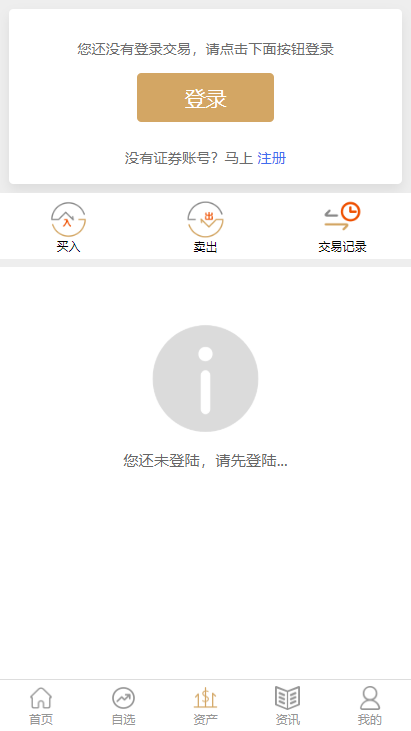 您还没有登录交易，请点击下面按钮登录
登录
没有证券账号？马上 注册
入 出
买入 卖出 交易记录
您还未登陆，请先登陆...
首页 自选 资产 资讯 我的